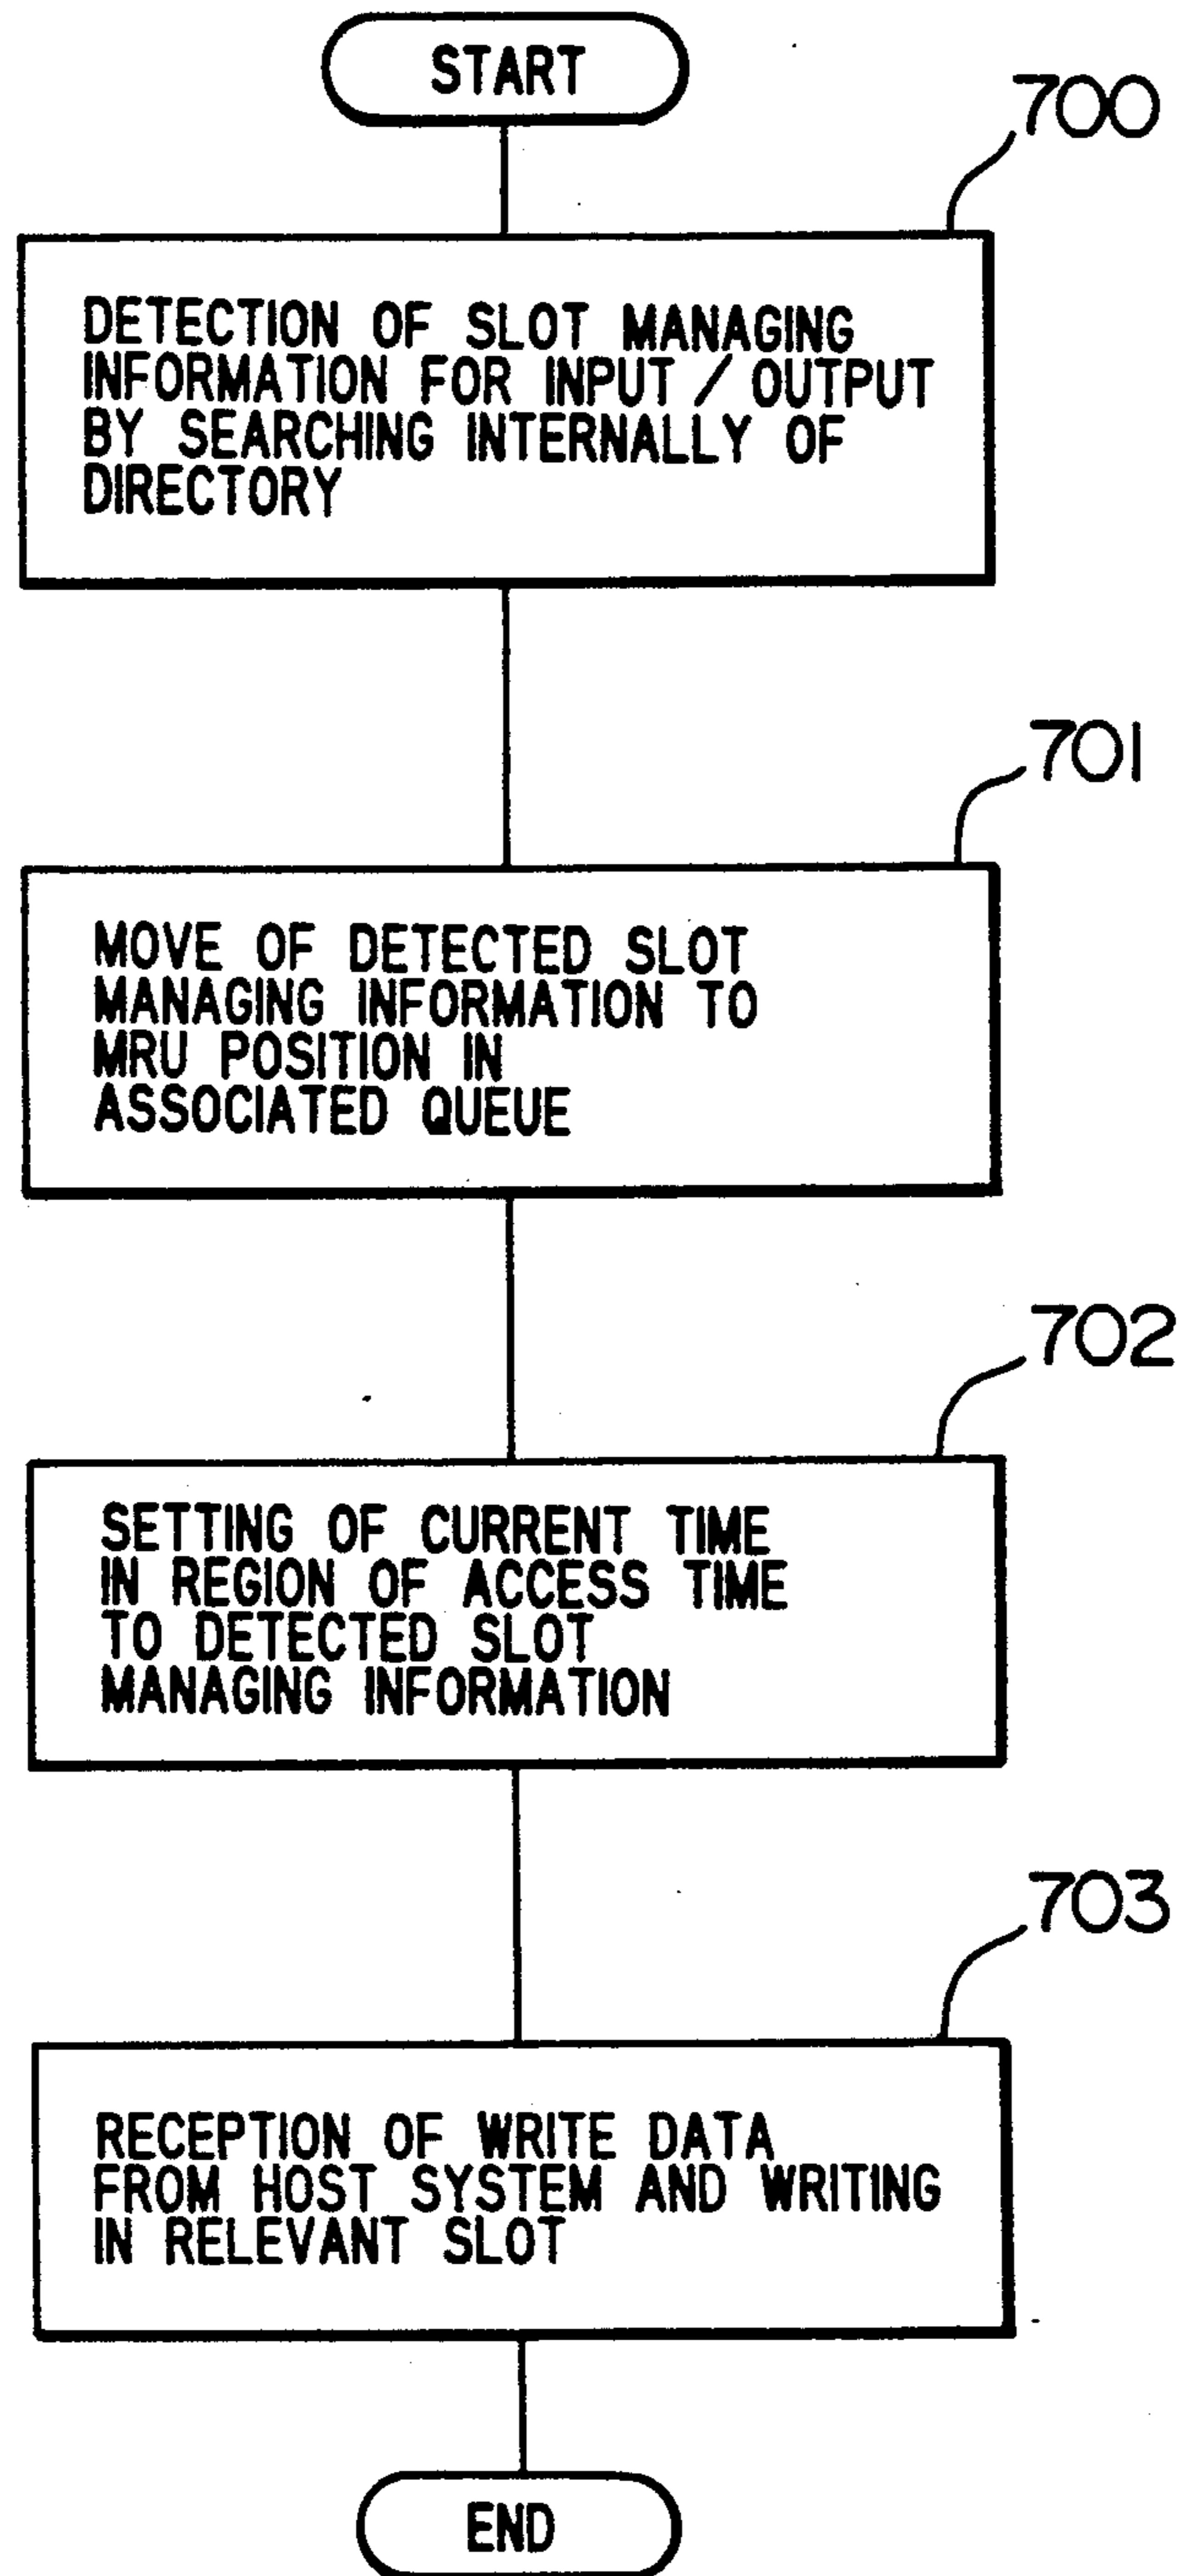 START
700
DETECTION OF SLOT MANAGING
INFORMATION FOR INPUT / OUTPUT
BY SEARCHING INTERNALLY OF
DIRECTORY
701
MOVE OF DETECTED SLOT
MANAGING INFORMATION TO
MRU POSITION IN
ASSOCIATED QUEUE
702
SETTING OF CURRENT TIME
IN REGION OF ACCESS TIME
TO DETECTED SLOT
MANAGING INFORMATION
703
RECEPTION OF WRITE DATA
FROM HOST SYSTEM AND WRITING
IN RELEVANT SLOT
END